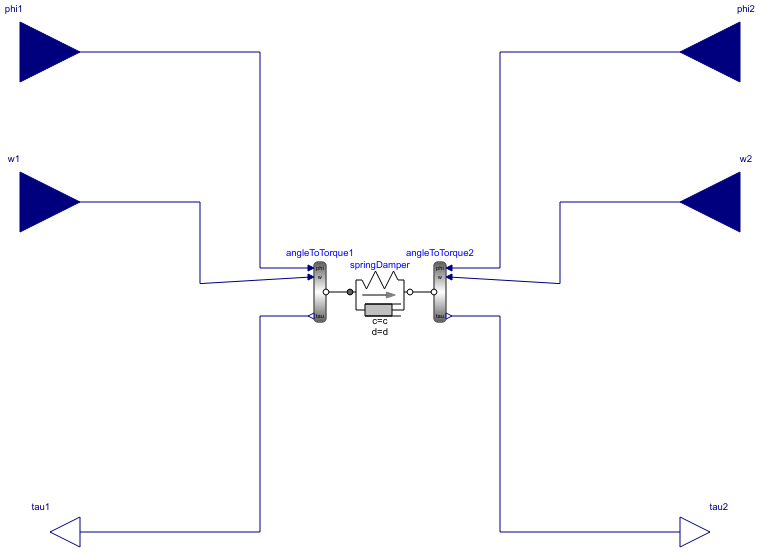 phi1
phi2
w1
w2
angleToTorque1
angleToTorque2
springDamper
phi
w
tau
phi
w
tau
c=c
d=d
tau1
tau2